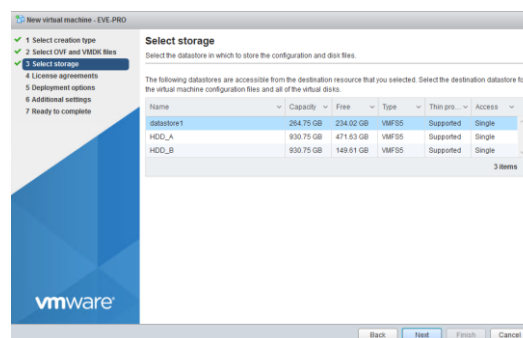 New virtual machine - EVE-PRO
1 Select creation type
2 Select OVF and VMDK files
3 Select storage
4 License agreements
5 Deployment options
6 Additional settings
7 Ready to complete
Select storage
Select the datastore in which to store the configuration and disk files.
The following datastores are accessible from the destination resource that you selected. Select the destination datastore fo
the virtual machine configuration files and all of the virtual disks.
Name Capacity Free Type Thin pro... Access
datastore1 264.75 GB 234.02 GB VMFS5 Supported Single
HDD_A 930.75 GB 471.63 GB VMFS5 Supported Single
HDD_B 930.75 GB 149.61 GB VMFS5 Supported Single
3 items
vmware
Back Next Finish Cancel